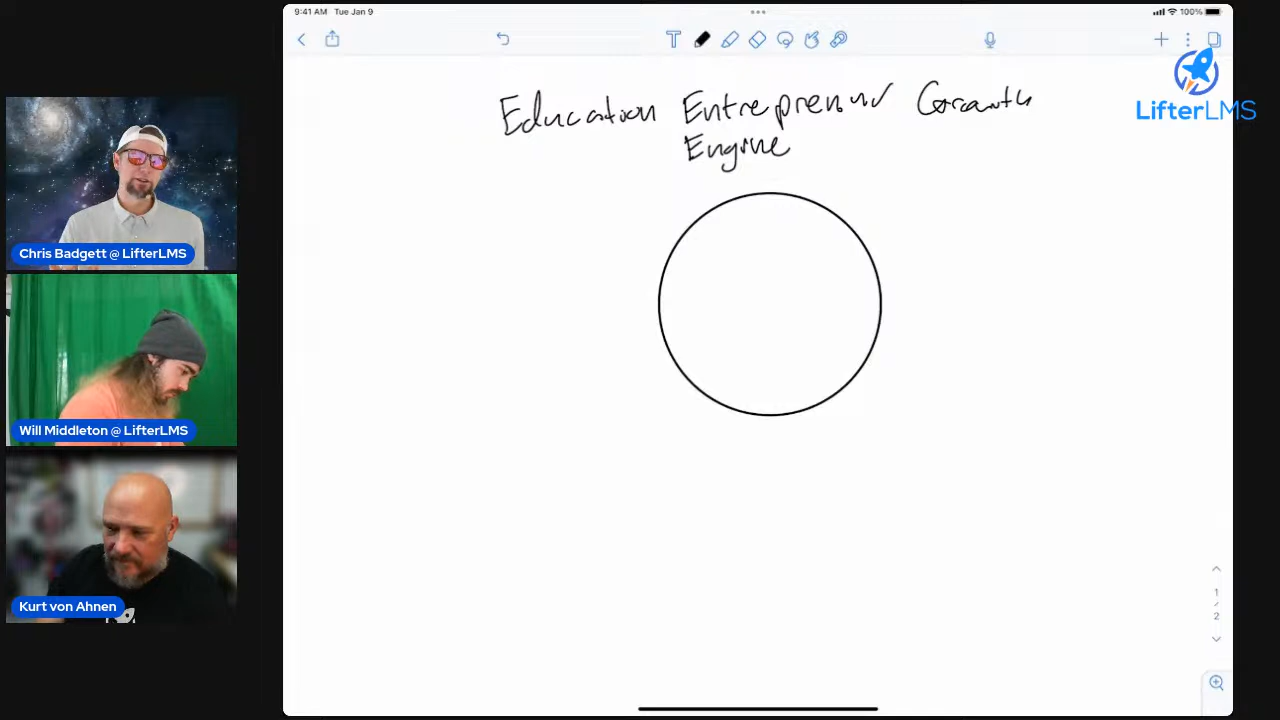 9:41 AM Tue Jan 9
100%
LifterLMS
Education Entreprenour Growth
Engine
Chris Badgett @ LifterLMS
Will Middleton @ LifterLMS
Kurt von Ahnen
1
/
2